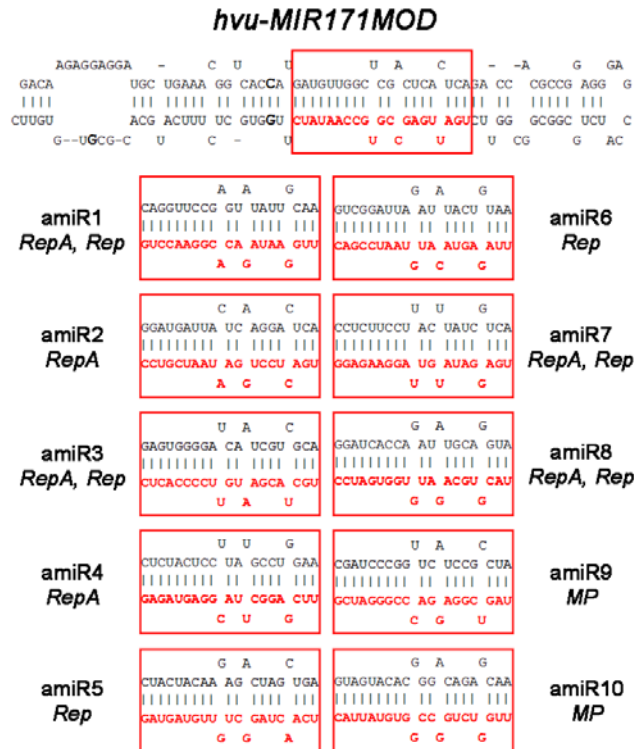 hvu-MIR171MOD
AGAGGAGGA - C U U U A C - -A G GA
GACA UGC UGAAA GG CACCA GAUGUUGGC CG CUCA UCAGA CCC CGCCG AGG G
CUUGU ACG ACUUU UC GUGGU CUAUAACCG GC GAGU AGUCU GG GCGGC UCU C
G--UGCG-C U C - U U C U U CG G AC
amiR1
RepA, Rep
A A G
CAGGUUCCG GU UAUU CAA
GUCCAAGGC CA AUAA GUU
A G G
G A G
GUCGGAUUA AU UACU UAA
CAGCCUAAU UA AUGA AUU
G C G
amiR6
Rep
amiR2
RepA
C A C
GGAUGAUUA UC AGGA UCA
CCUGCUAAU AG UCCU AGU
A G C
U U G
CCUCUUCCU AC UAUC UCA
GGAGAAGGA UG AUAG AGU
U U G
amiR7
RepA, Rep
amiR3
RepA, Rep
U A C
GAGUGGGGA CA UCGU GCA
CUCACCCCU GU AGCA CGU
U A U
G A G
GGAUCACCA AU UGCA GUA
CCUAGUGGU UA ACGU CAU
G G G
amiR8
RepA, Rep
amiR4
RepA
U U G
CUCUACUCC UA GCCU GAA
GAGAUGAGG AU CGGA CUU
C U G
U A C
CGAUCCCGG UC UCCG CUA
GCUAGGGCC AG AGGC GAU
C G U
amiR9
MP
amiR5
Rep
G A C
CUACUACAA AG CUAG UGA
GAUGAUGUU UC GAUC ACU
G G A
G A G
GUAGUACAC GG CAGA CAA
CAUUAUGUG CC GUCU GUU
G G G
amiR10
MP